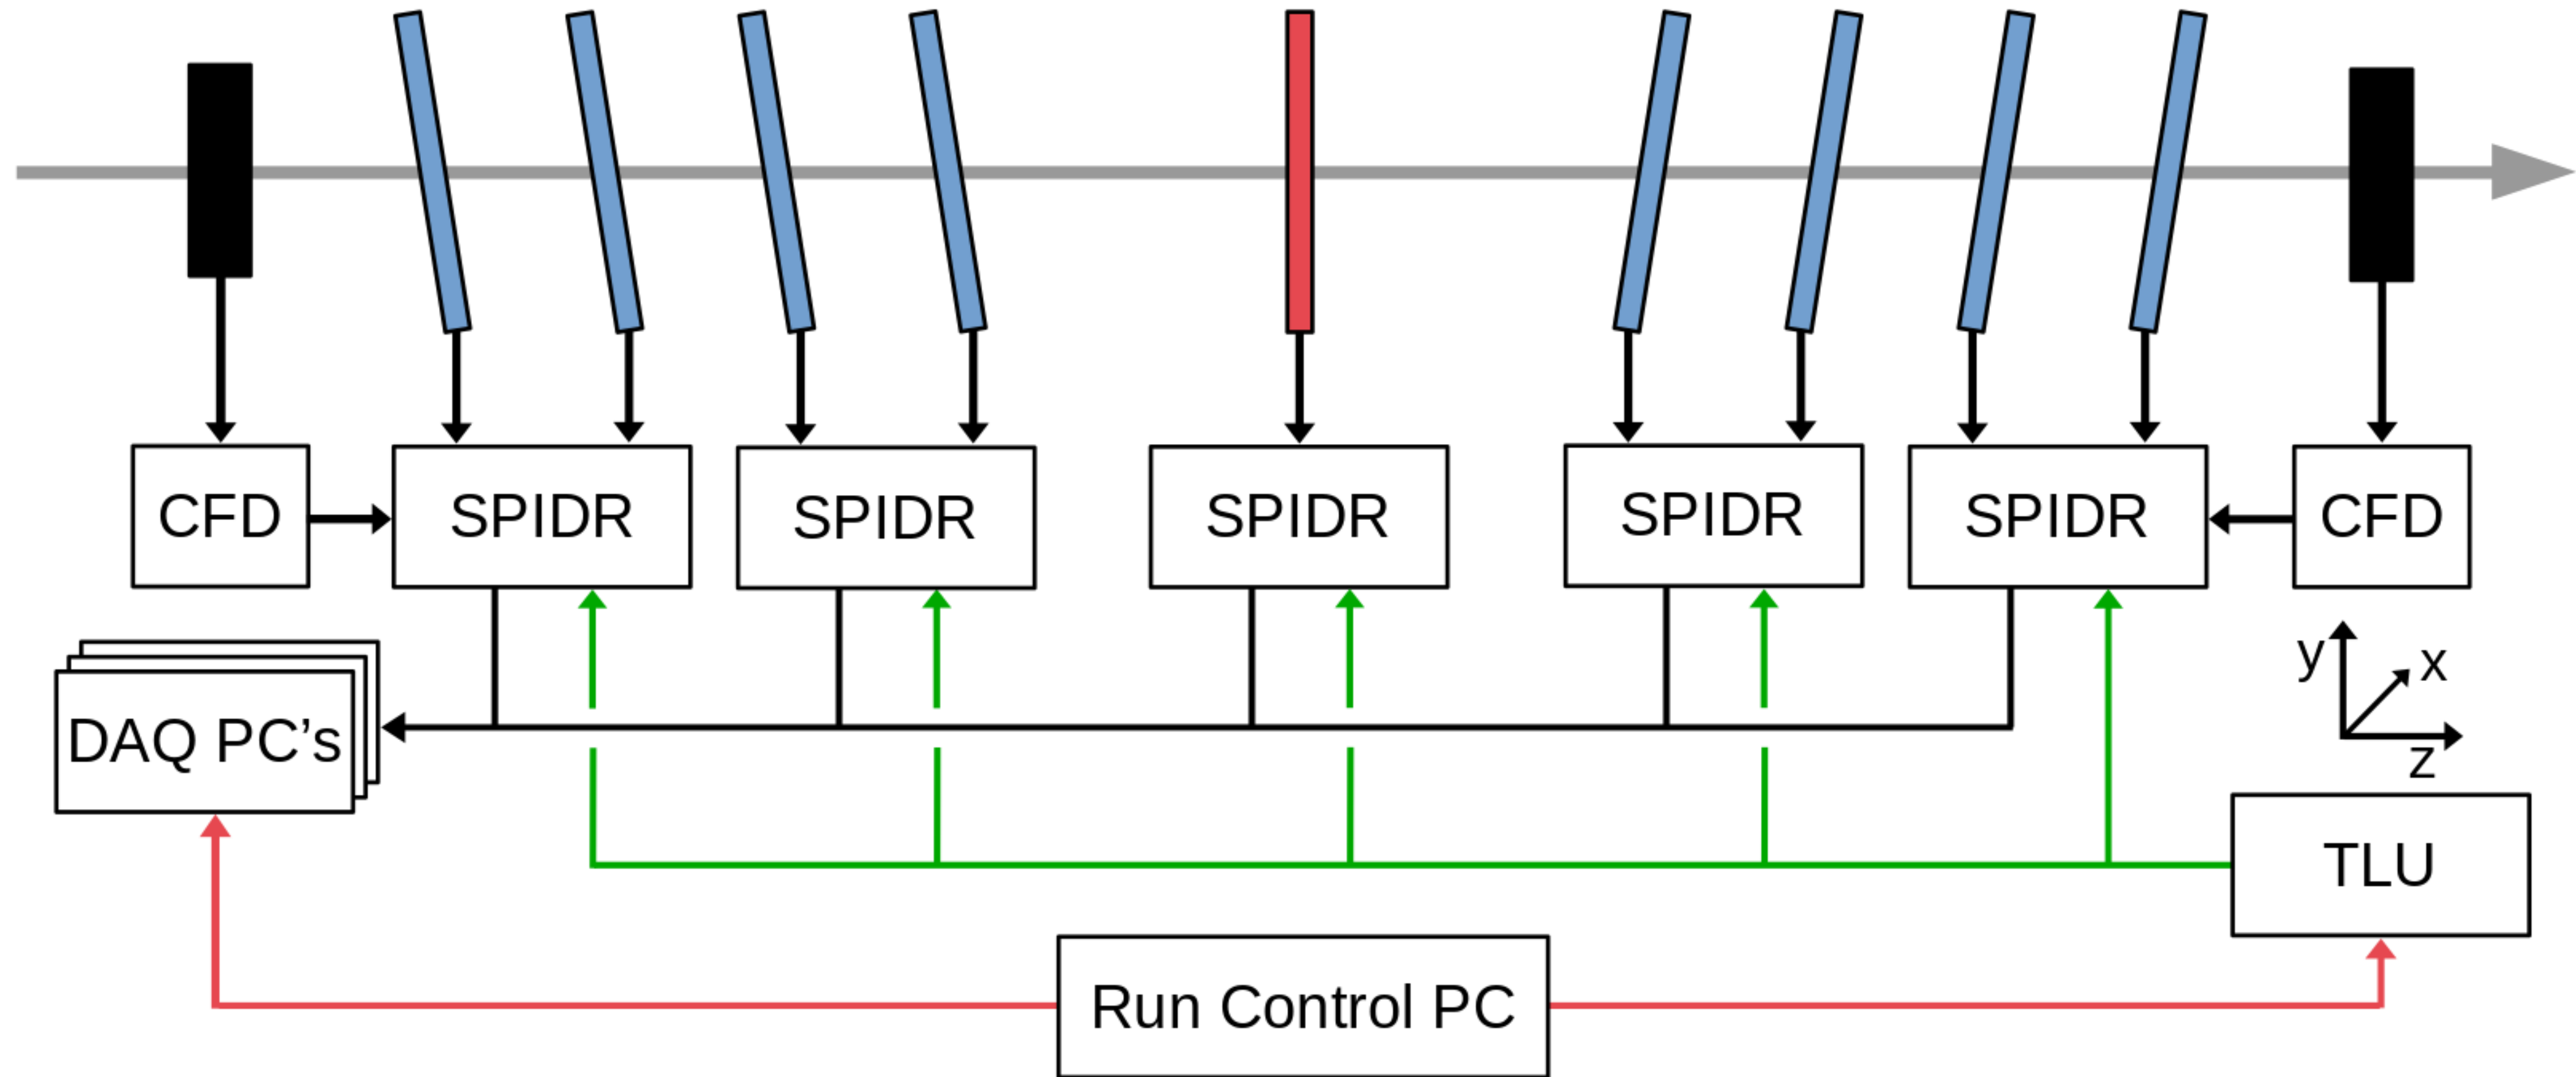 CFD
SPIDR
SPIDR
SPIDR
SPIDR
SPIDR
CFD
y
x
z
DAQ PC’s
TLU
Run Control PC